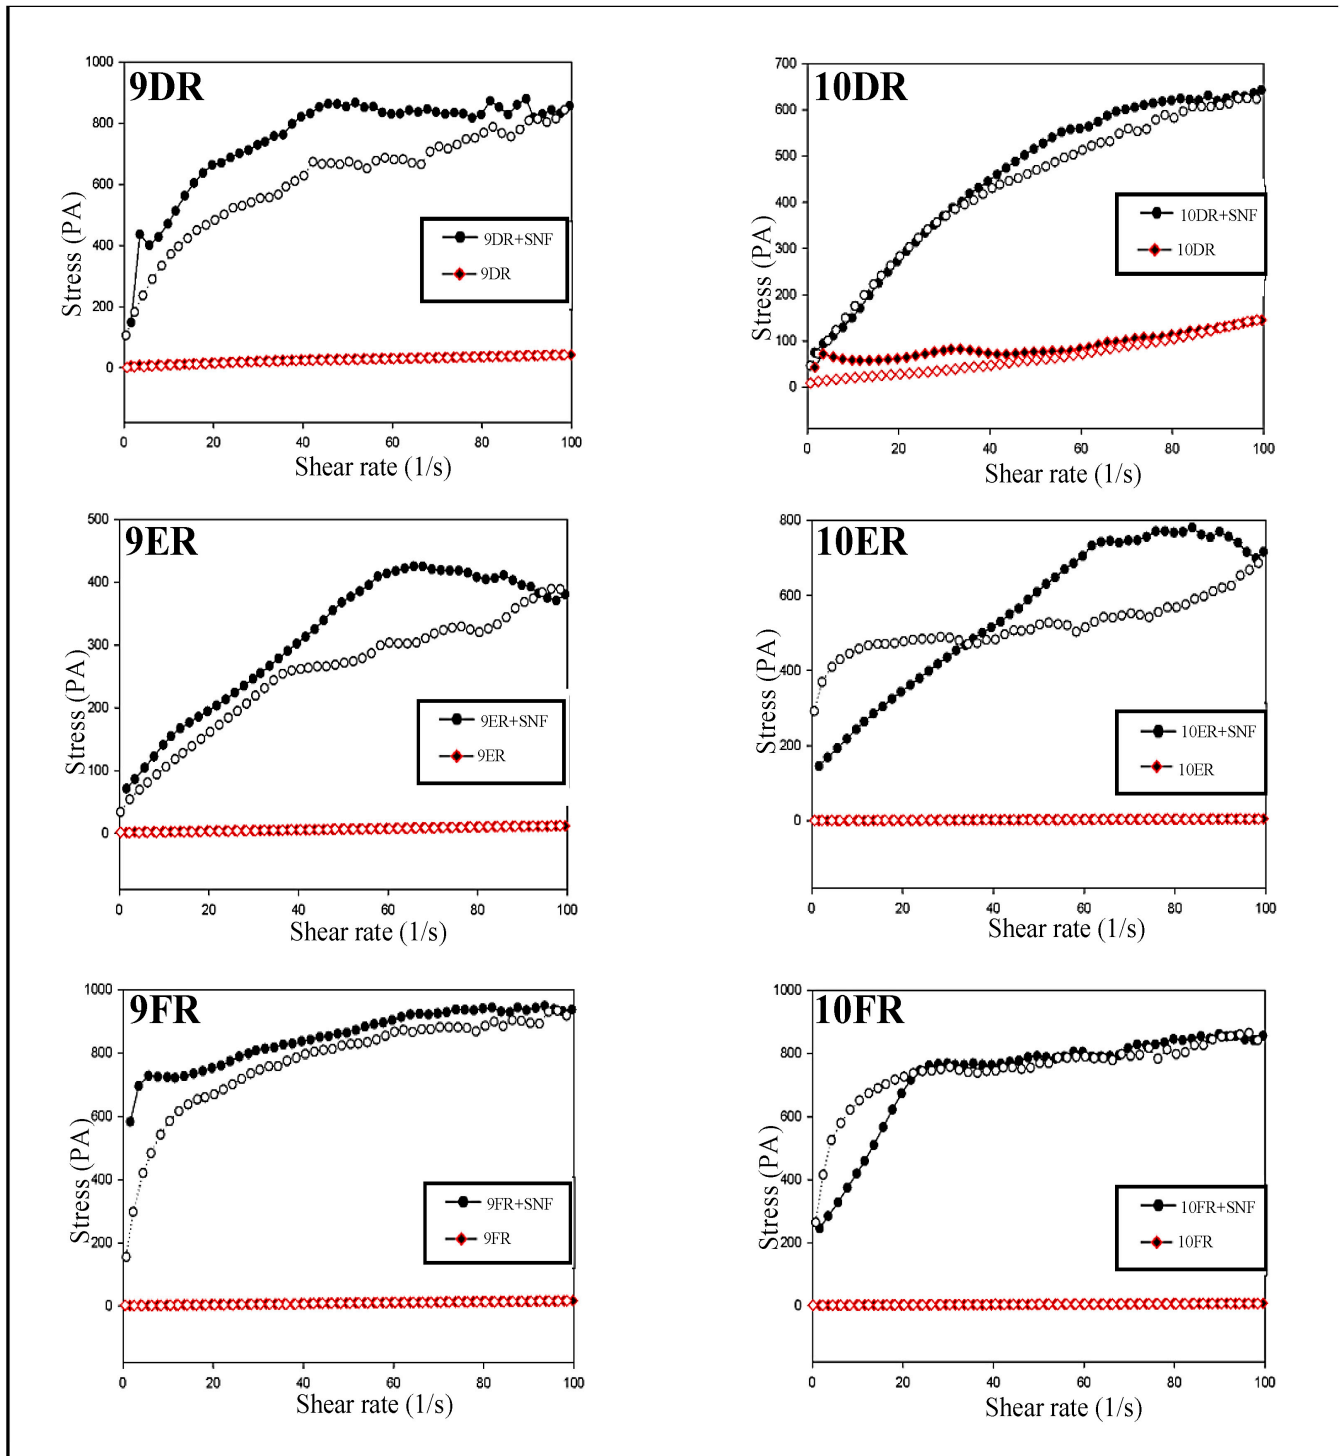 9DR
1000
800
600
400
200
0
Stress (PA)
9DR+SNF
9DR
0 20 40 60 80 100
Shear rate (1/s)
10DR
700
600
500
400
300
200
100
0
Stress (PA)
10DR+SNF
10DR
0 20 40 60 80 100
Shear rate (1/s)
9ER
500
400
300
200
100
0
Stress (PA)
9ER+SNF
9ER
0 20 40 60 80 100
Shear rate (1/s)
10ER
800
600
400
200
0
Stress (PA)
10ER+SNF
10ER
0 20 40 60 80 100
Shear rate (1/s)
9FR
1000
800
600
400
200
0
Stress (PA)
9FR+SNF
9FR
0 20 40 60 80 100
Shear rate (1/s)
10FR
1000
800
600
400
200
0
Stress (PA)
10FR+SNF
10FR
0 20 40 60 80 100
Shear rate (1/s)